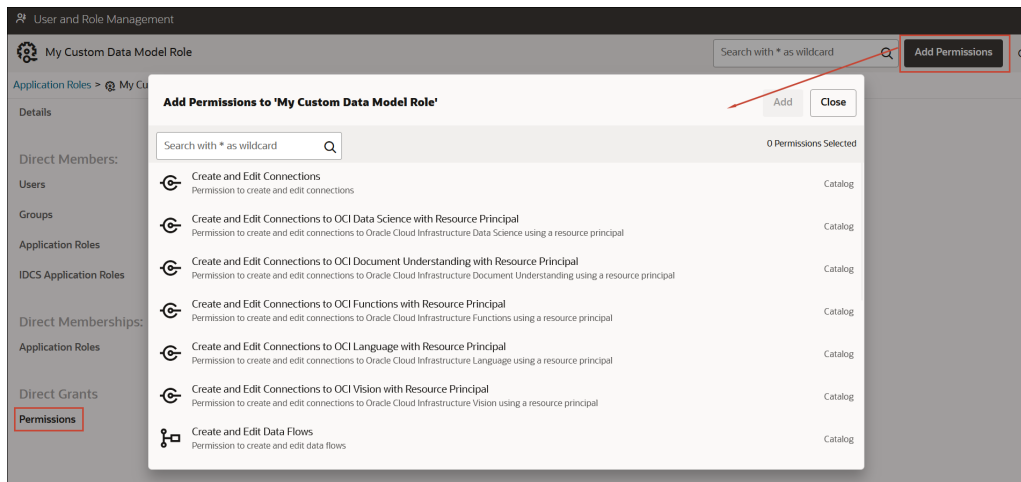 User and Role Management
My Custom Data Model Role
Search with * as wildcard
Add Permissions
Application Roles > My Cu
Details
Direct Members:
Users
Groups
Application Roles
IDCS Application Roles
Direct Memberships:
Application Roles
Direct Grants
Permissions
Add Permissions to 'My Custom Data Model Role'
Add
Close
Search with * as wildcard
0 Permissions Selected
Create and Edit Connections
Permission to create and edit connections
Catalog
Create and Edit Connections to OCI Data Science with Resource Principal
Permission to create and edit connections to Oracle Cloud Infrastructure Data Science using a resource principal
Catalog
Create and Edit Connections to OCI Document Understanding with Resource Principal
Permission to create and edit connections to Oracle Cloud Infrastructure Document Understanding using a resource principal
Catalog
Create and Edit Connections to OCI Functions with Resource Principal
Permission to create and edit connections to Oracle Cloud Infrastructure Functions using a resource principal
Catalog
Create and Edit Connections to OCI Language with Resource Principal
Permission to create and edit connections to Oracle Cloud Infrastructure Language using a resource principal
Catalog
Create and Edit Connections to OCI Vision with Resource Principal
Permission to create and edit connections to Oracle Cloud Infrastructure Vision using a resource principal
Catalog
Create and Edit Data Flows
Permission to create and edit data flows
Catalog